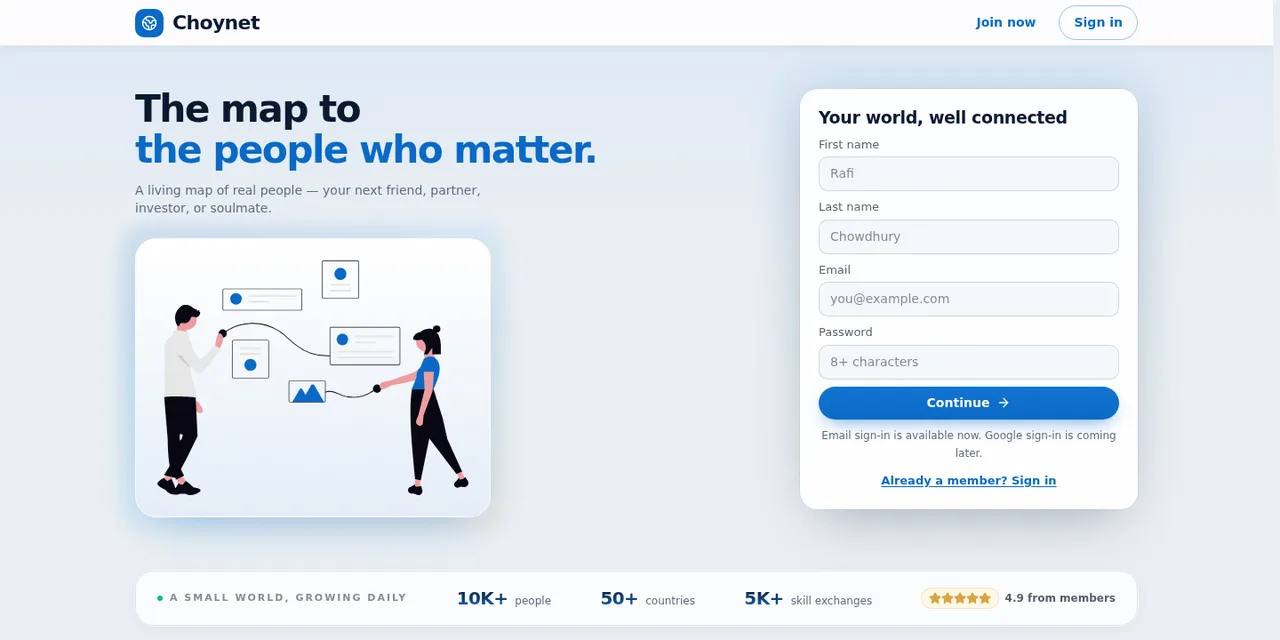 Choynet
Join now
Sign in
The map to
the people who matter.
A living map of real people — your next friend, partner,
investor, or soulmate.
Your world, well connected
First name
Rafi
Last name
Chowdhury
Email
you@example.com
Password
8+ characters
Continue →
Email sign-in is available now. Google sign-in is coming
later.
Already a member? Sign in
A SMALL WORLD, GROWING DAILY
10K+ people
50+ countries
5K+ skill exchanges
4.9 from members